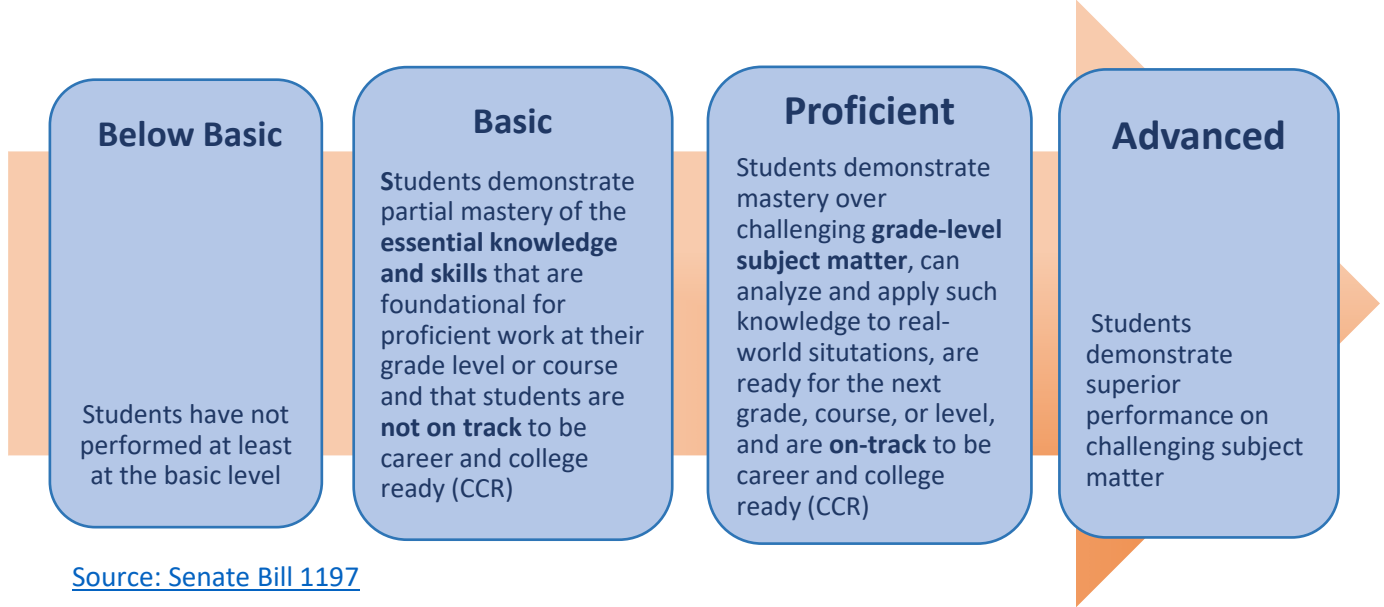 Below Basic
Students have not
performed at least
at the basic level
Basic
Students demonstrate
partial mastery of the
essential knowledge
and skills that are
foundational for
proficient work at their
grade level or course
and that students are
not on track to be
career and college
ready (CCR)
Proficient
Students demonstrate
mastery over
challenging grade-level
subject matter, can
analyze and apply such
knowledge to real-
world situtations, are
ready for the next
grade, course, or level,
and are on-track to be
career and college
ready (CCR)
Advanced
Students
demonstrate
superior
performance on
challenging subject
matter
Source: Senate Bill 1197